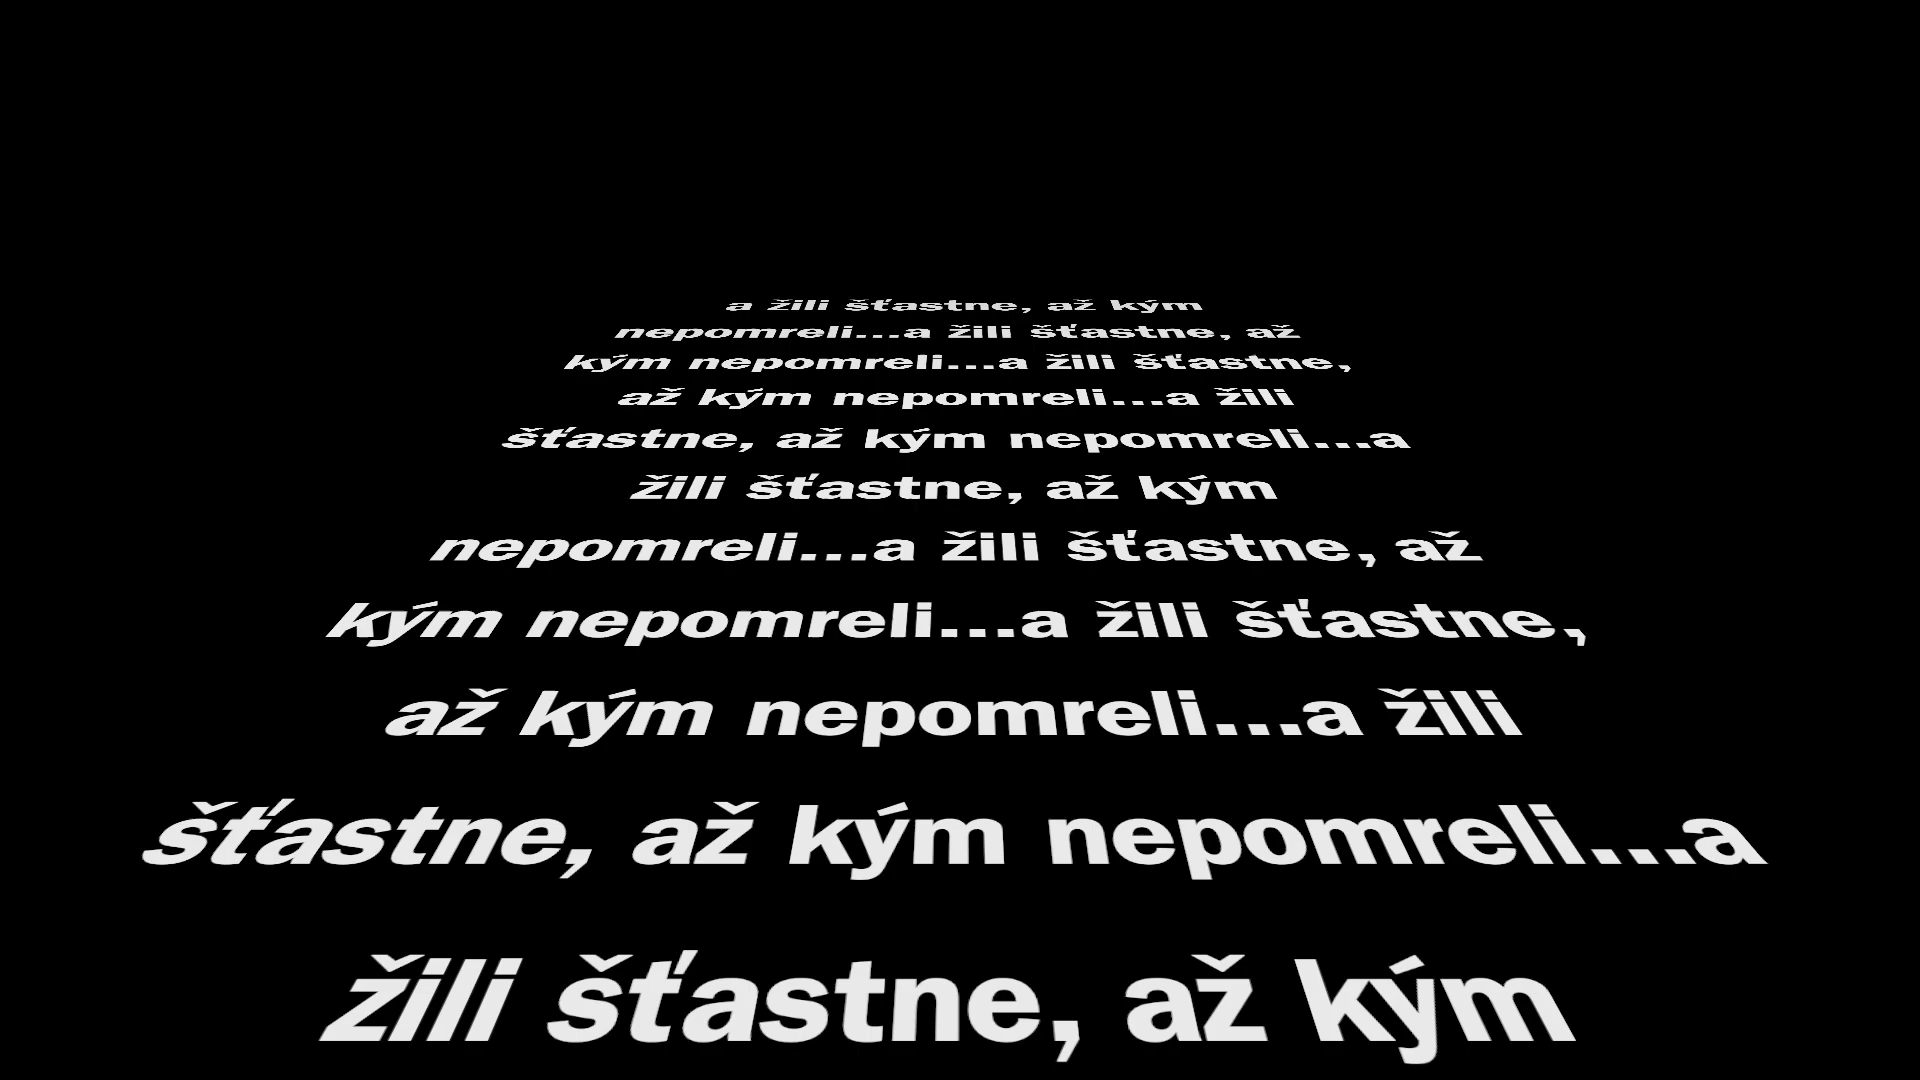 a žili šťastne, až kým
nepomreli...a žili šťastne, až
kým nepomreli...a žili šťastne,
až kým nepomreli...a žili
šťastne, až kým nepomreli...a
žili šťastne, až kým
nepomreli...a žili šťastne, až
kým nepomreli...a žili šťastne,
až kým nepomreli...a žili
šťastne, až kým nepomreli...a
žili šťastne, až kým